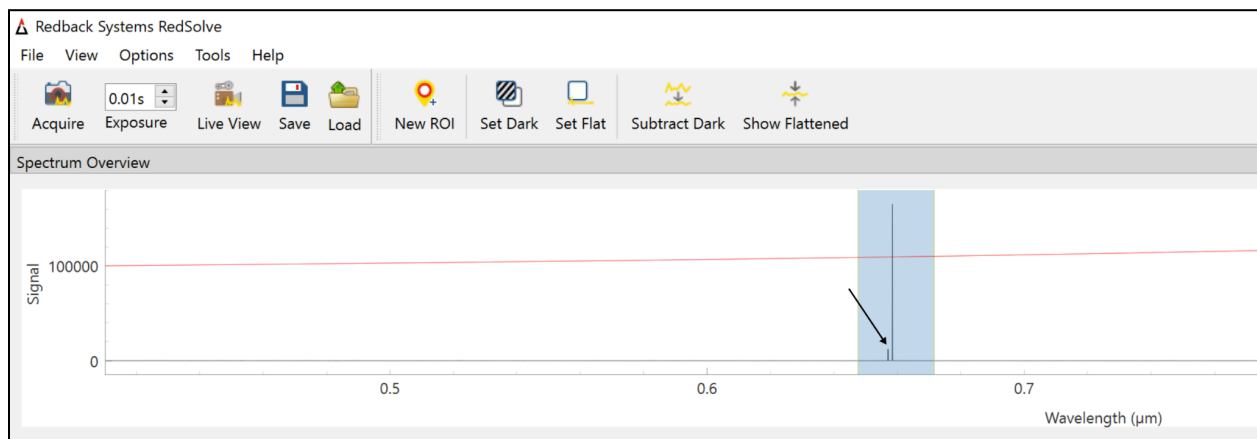 Redback Systems RedSolve
File View Options Tools Help
0.01s
Acquire Exposure Live View Save Load New ROI Set Dark Set Flat Subtract Dark Show Flattened
Spectrum Overview
Signal
100000
0
0.5 0.6 0.7
Wavelength (μm)